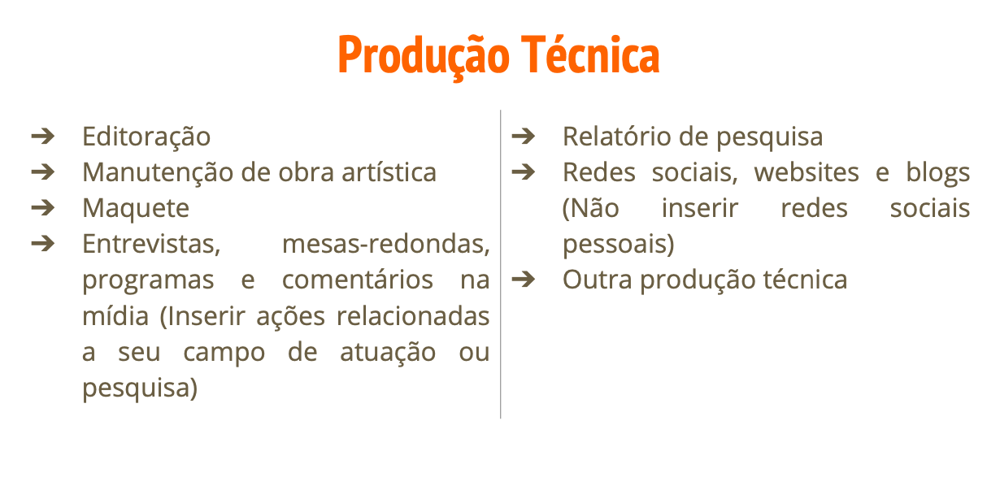 Produção Técnica
➔ Editoração
➔ Manutenção de obra artística
➔ Maquete
➔ Entrevistas, mesas-redondas,
programas e comentários na
mídia (Inserir ações relacionadas
a seu campo de atuação ou
pesquisa)
➔ Relatório de pesquisa
➔ Redes sociais, websites e blogs
(Não inserir redes sociais
pessoais)
➔ Outra produção técnica